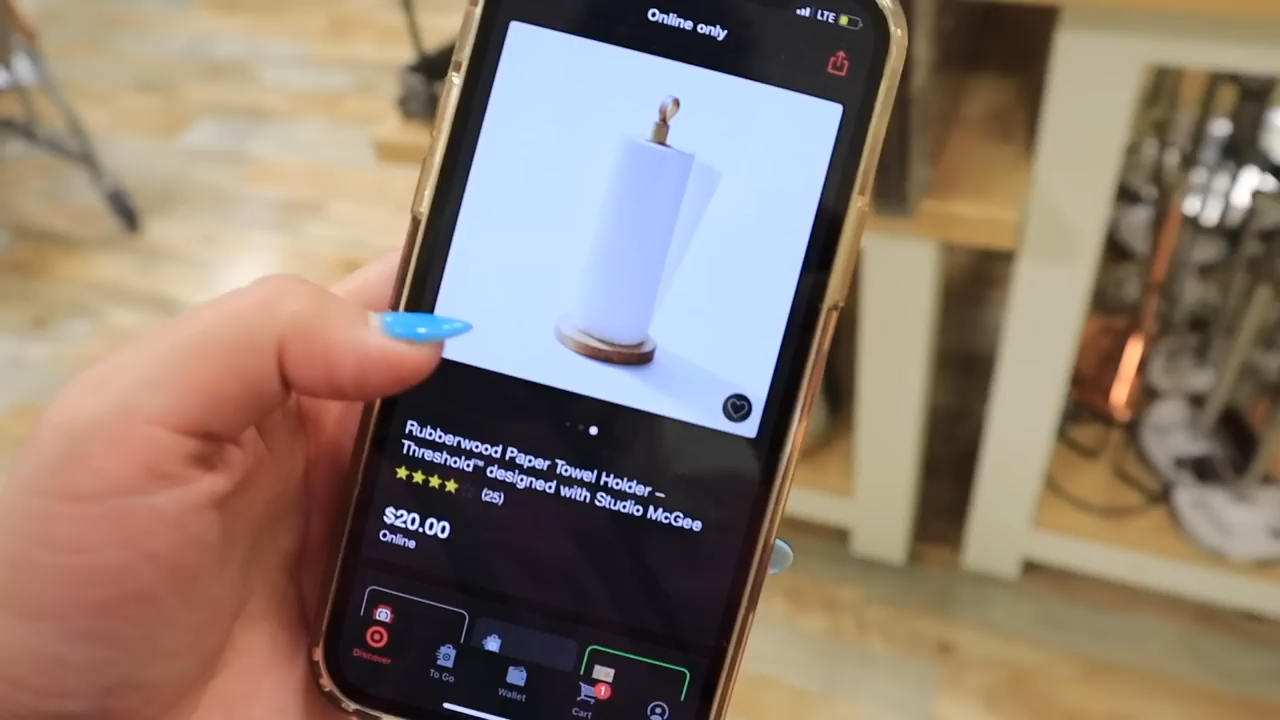 LTE
Online only
Rubberwood Paper Towel Holder –
Threshold™ designed with Studio McGee
(25)
$20.00
Online
Discover
To Go
Wallet
Cart
1